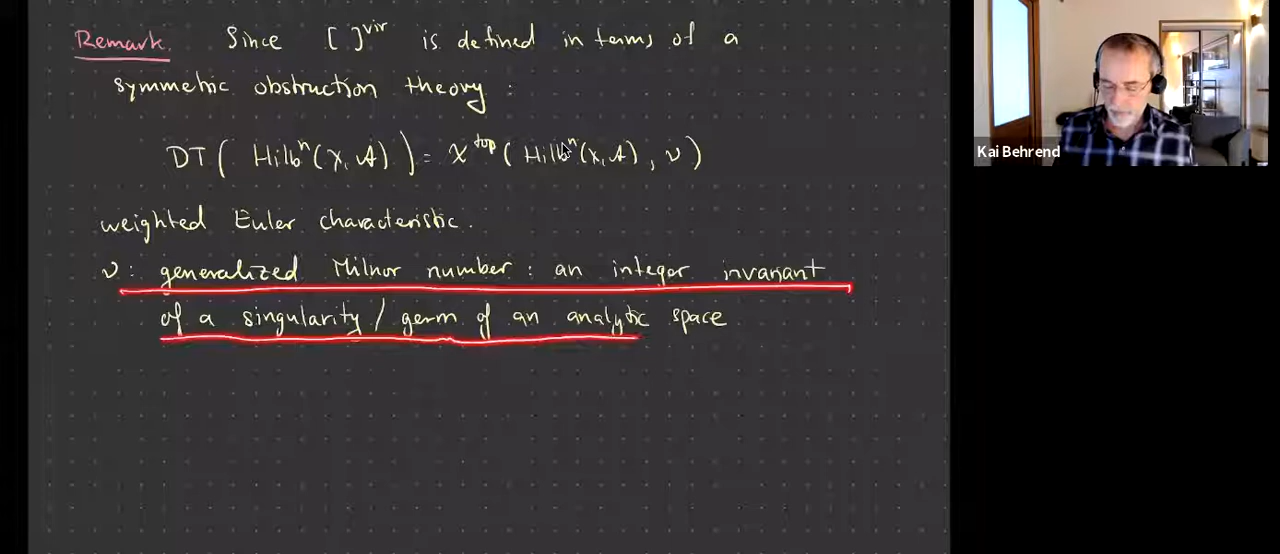 Remark. Since [ ]^vir is defined in terms of a
symmetric obstruction theory :
DT( Hilb^n(X, A) ) = χ^top ( Hilb^n(X, A), ν )
weighted Euler characteristic.
ν : generalized Milnor number : an integer invariant
of a singularity / germ of an analytic space
Kai Behrend